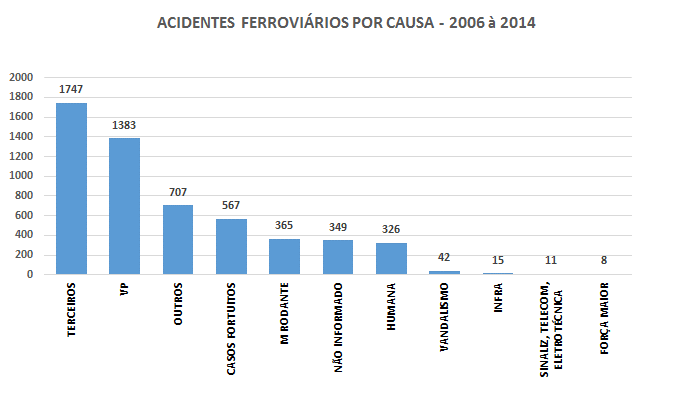 ACIDENTES FERROVIÁRIOS POR CAUSA - 2006 à 2014
2000
1800
1600
1400
1200
1000
800
600
400
200
0
1747
1383
707
567
365
349
326
42
15
11
8
TERCEIROS
VP
OUTROS
CASOS FORTUITOS
M RODANTE
NÃO INFORMADO
HUMANA
VANDALISMO
INFRA
SINALIZ, TELECOM,
ELETROTÉCNICA
FORÇA MAIOR